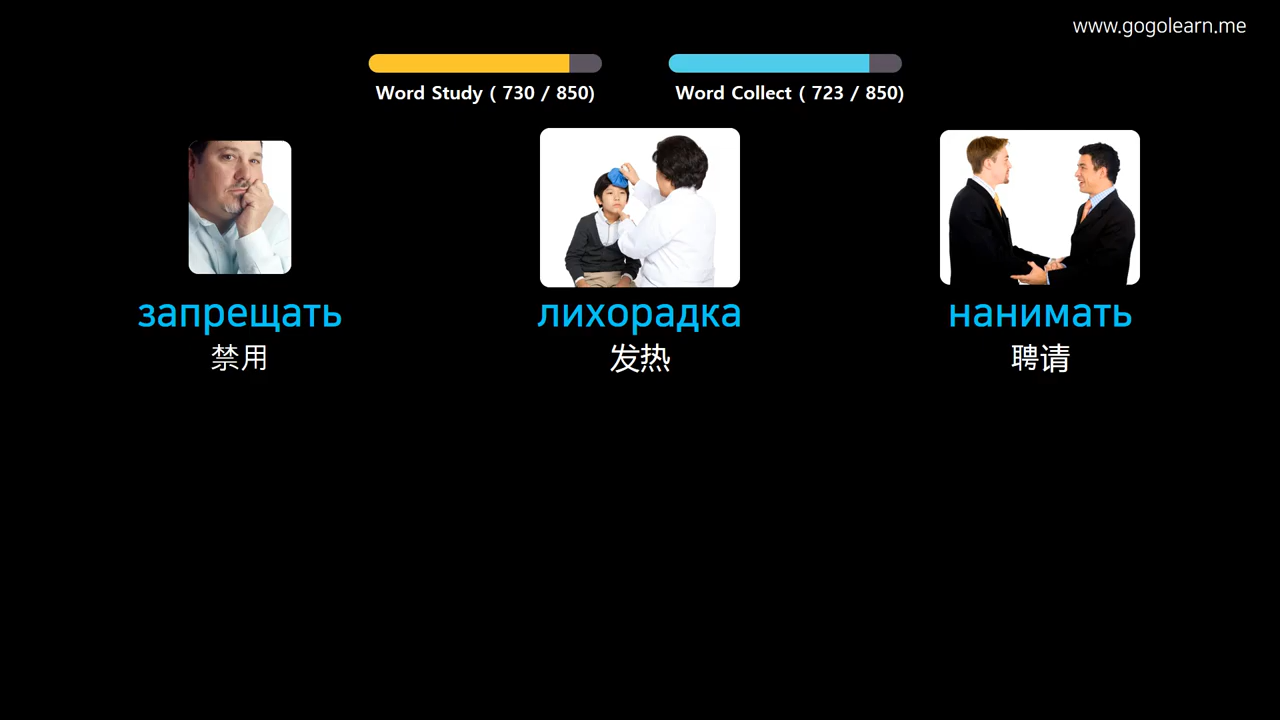 www.gogolearn.me
Word Study ( 730 / 850)
Word Collect ( 723 / 850)
запрещать
禁用
лихорадка
发热
нанимать
聘请